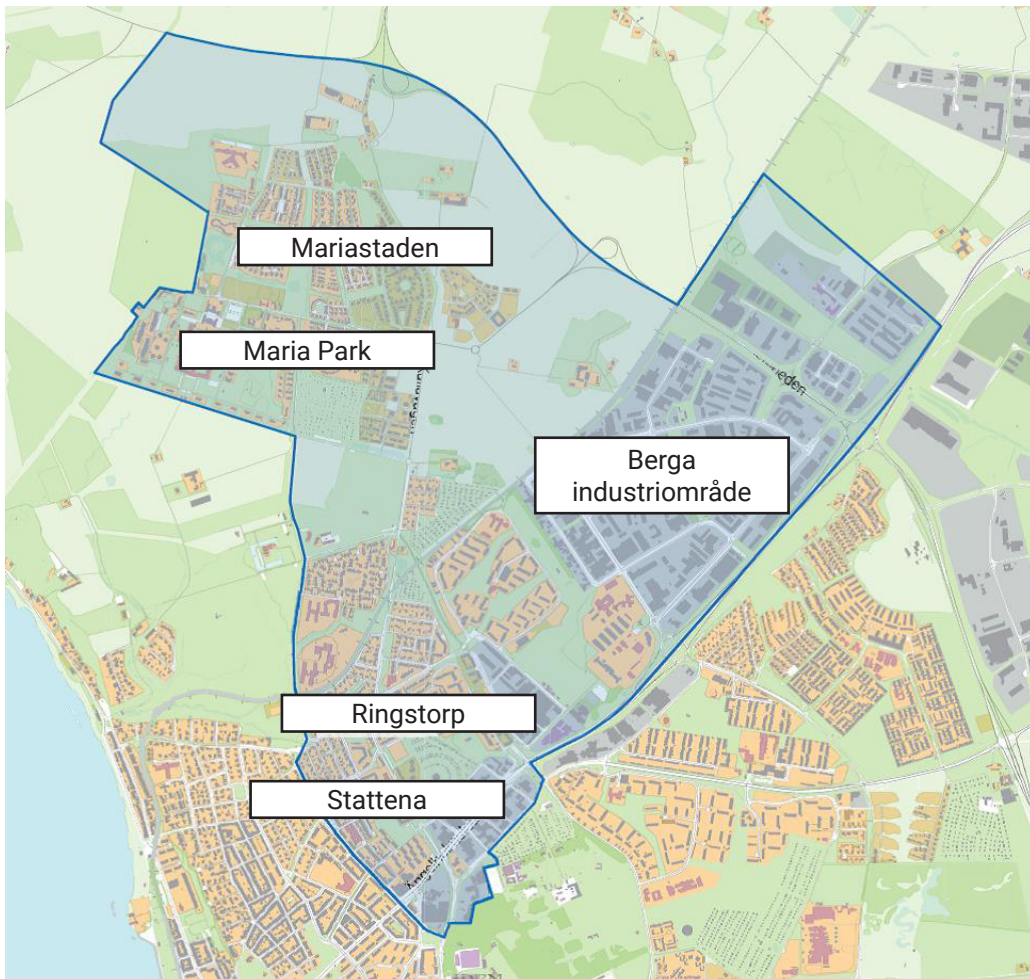 Mariastaden
Maria Park
Berga
industriområde
Ringstorp
Stattena